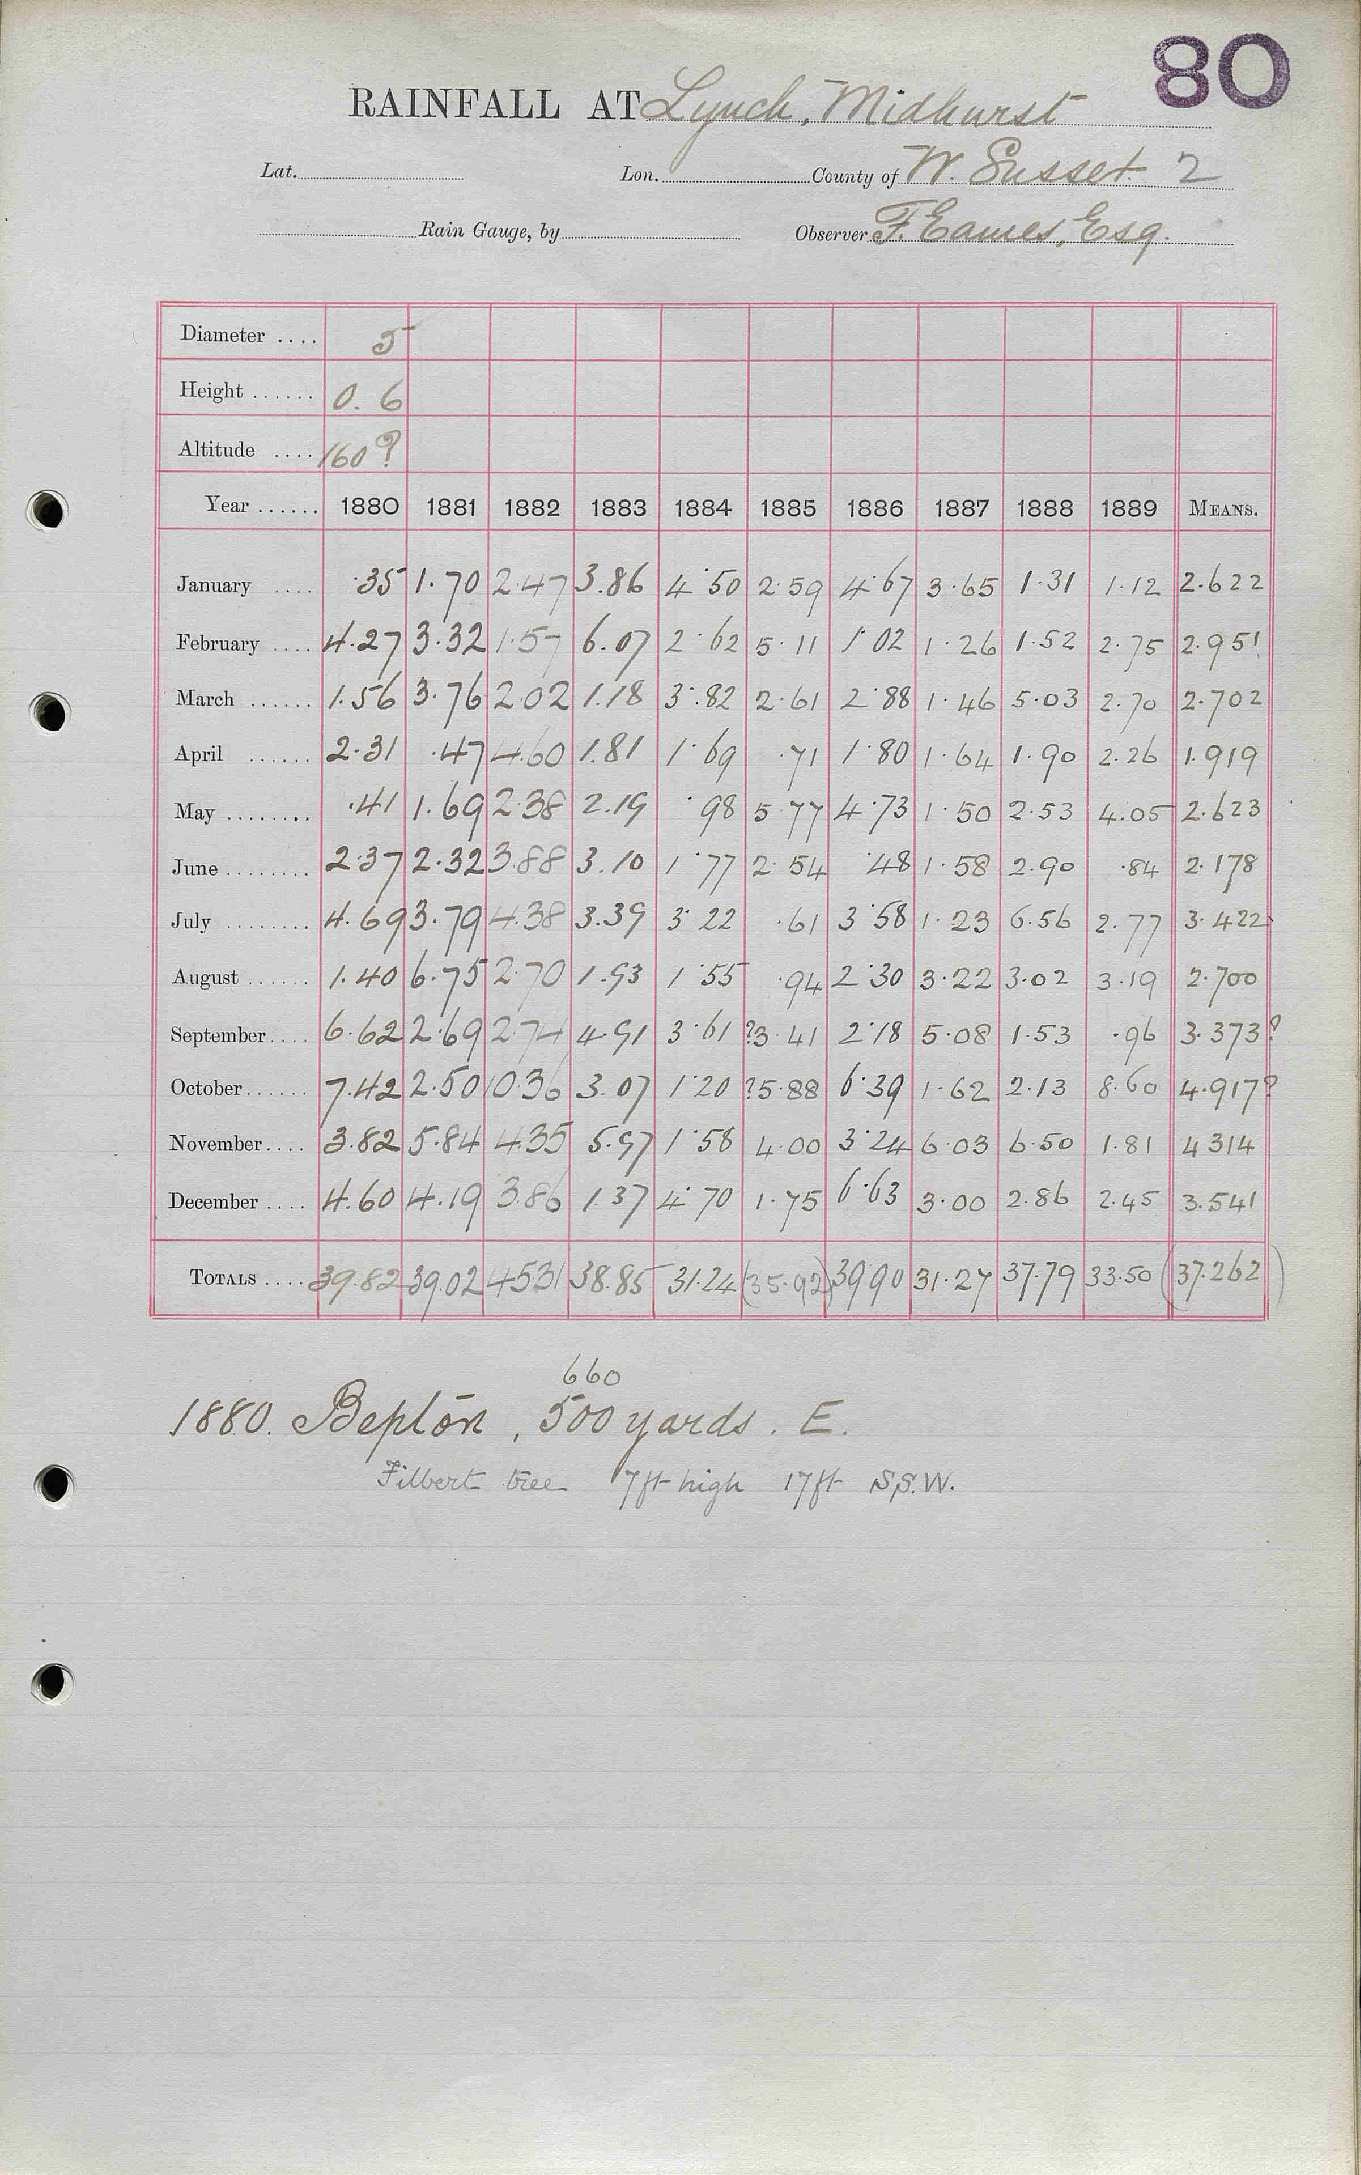 80
RAINFALL AT Lynch, Midhurst
Lat. Lon. County of W. Sussex 2
Rain Gauge, by Observer F. Eames, Esq.
Diameter .... 5
Height ...... 0. 6
Altitude .... 160?
Year ...... 1880 1881 1882 1883 1884 1885 1886 1887 1888 1889 MEANS.
January .... .35 1.70 2.47 3.86 4.50 2.59 4.67 3.65 1.31 1.12 2.622
February .... 4.27 3.32 1.57 6.07 2.62 5.11 1.02 1.26 1.52 2.75 2.951
March ...... 1.56 3.76 2.02 1.18 3.82 2.61 2.88 1.46 5.03 2.70 2.702
April ...... 2.31 .47 4.60 1.81 1.69 .71 1.80 1.64 1.90 2.26 1.919
May ........ .41 1.69 2.38 2.19 .98 5.77 4.73 1.50 2.53 4.05 2.623
June ........ 2.37 2.32 3.88 3.10 1.77 2.54 .48 1.58 2.90 .84 2.178
July ........ 4.69 3.79 4.38 3.39 3.22 .61 3.58 1.23 6.56 2.77 3.422
August ...... 1.40 6.75 2.70 1.93 1.55 .94 2.30 3.22 3.02 3.19 2.700
September.... 6.62 2.69 2.74 4.91 3.61 ?3.41 2.18 5.08 1.53 .96 3.373?
October...... 7.42 2.50 10.36 3.07 1.20 ?5.88 6.39 1.62 2.13 8.60 4.917?
November.... 3.82 5.84 4.35 5.97 1.58 4.00 3.24 6.03 6.50 1.81 4314
December .... 4.60 4.19 3.86 1.37 4.70 1.75 6.63 3.00 2.86 2.45 3.541
TOTALS .... 39.82 39.02 45.31 38.85 31.24 (35.92) 39.90 31.27 37.79 33.50 (37.262)
660
1880. Bepton, 500 yards. E.
Filbert tree 7ft high 17ft S.S.W.